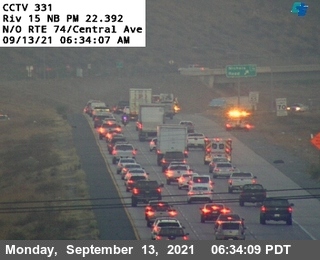 CCTV 331
Riv 15 NB PM 22.392
N/O RTE 74/Central Ave
09/13/21 06:34:07 AM
Monday, September 13, 2021 06:34:09 PDT